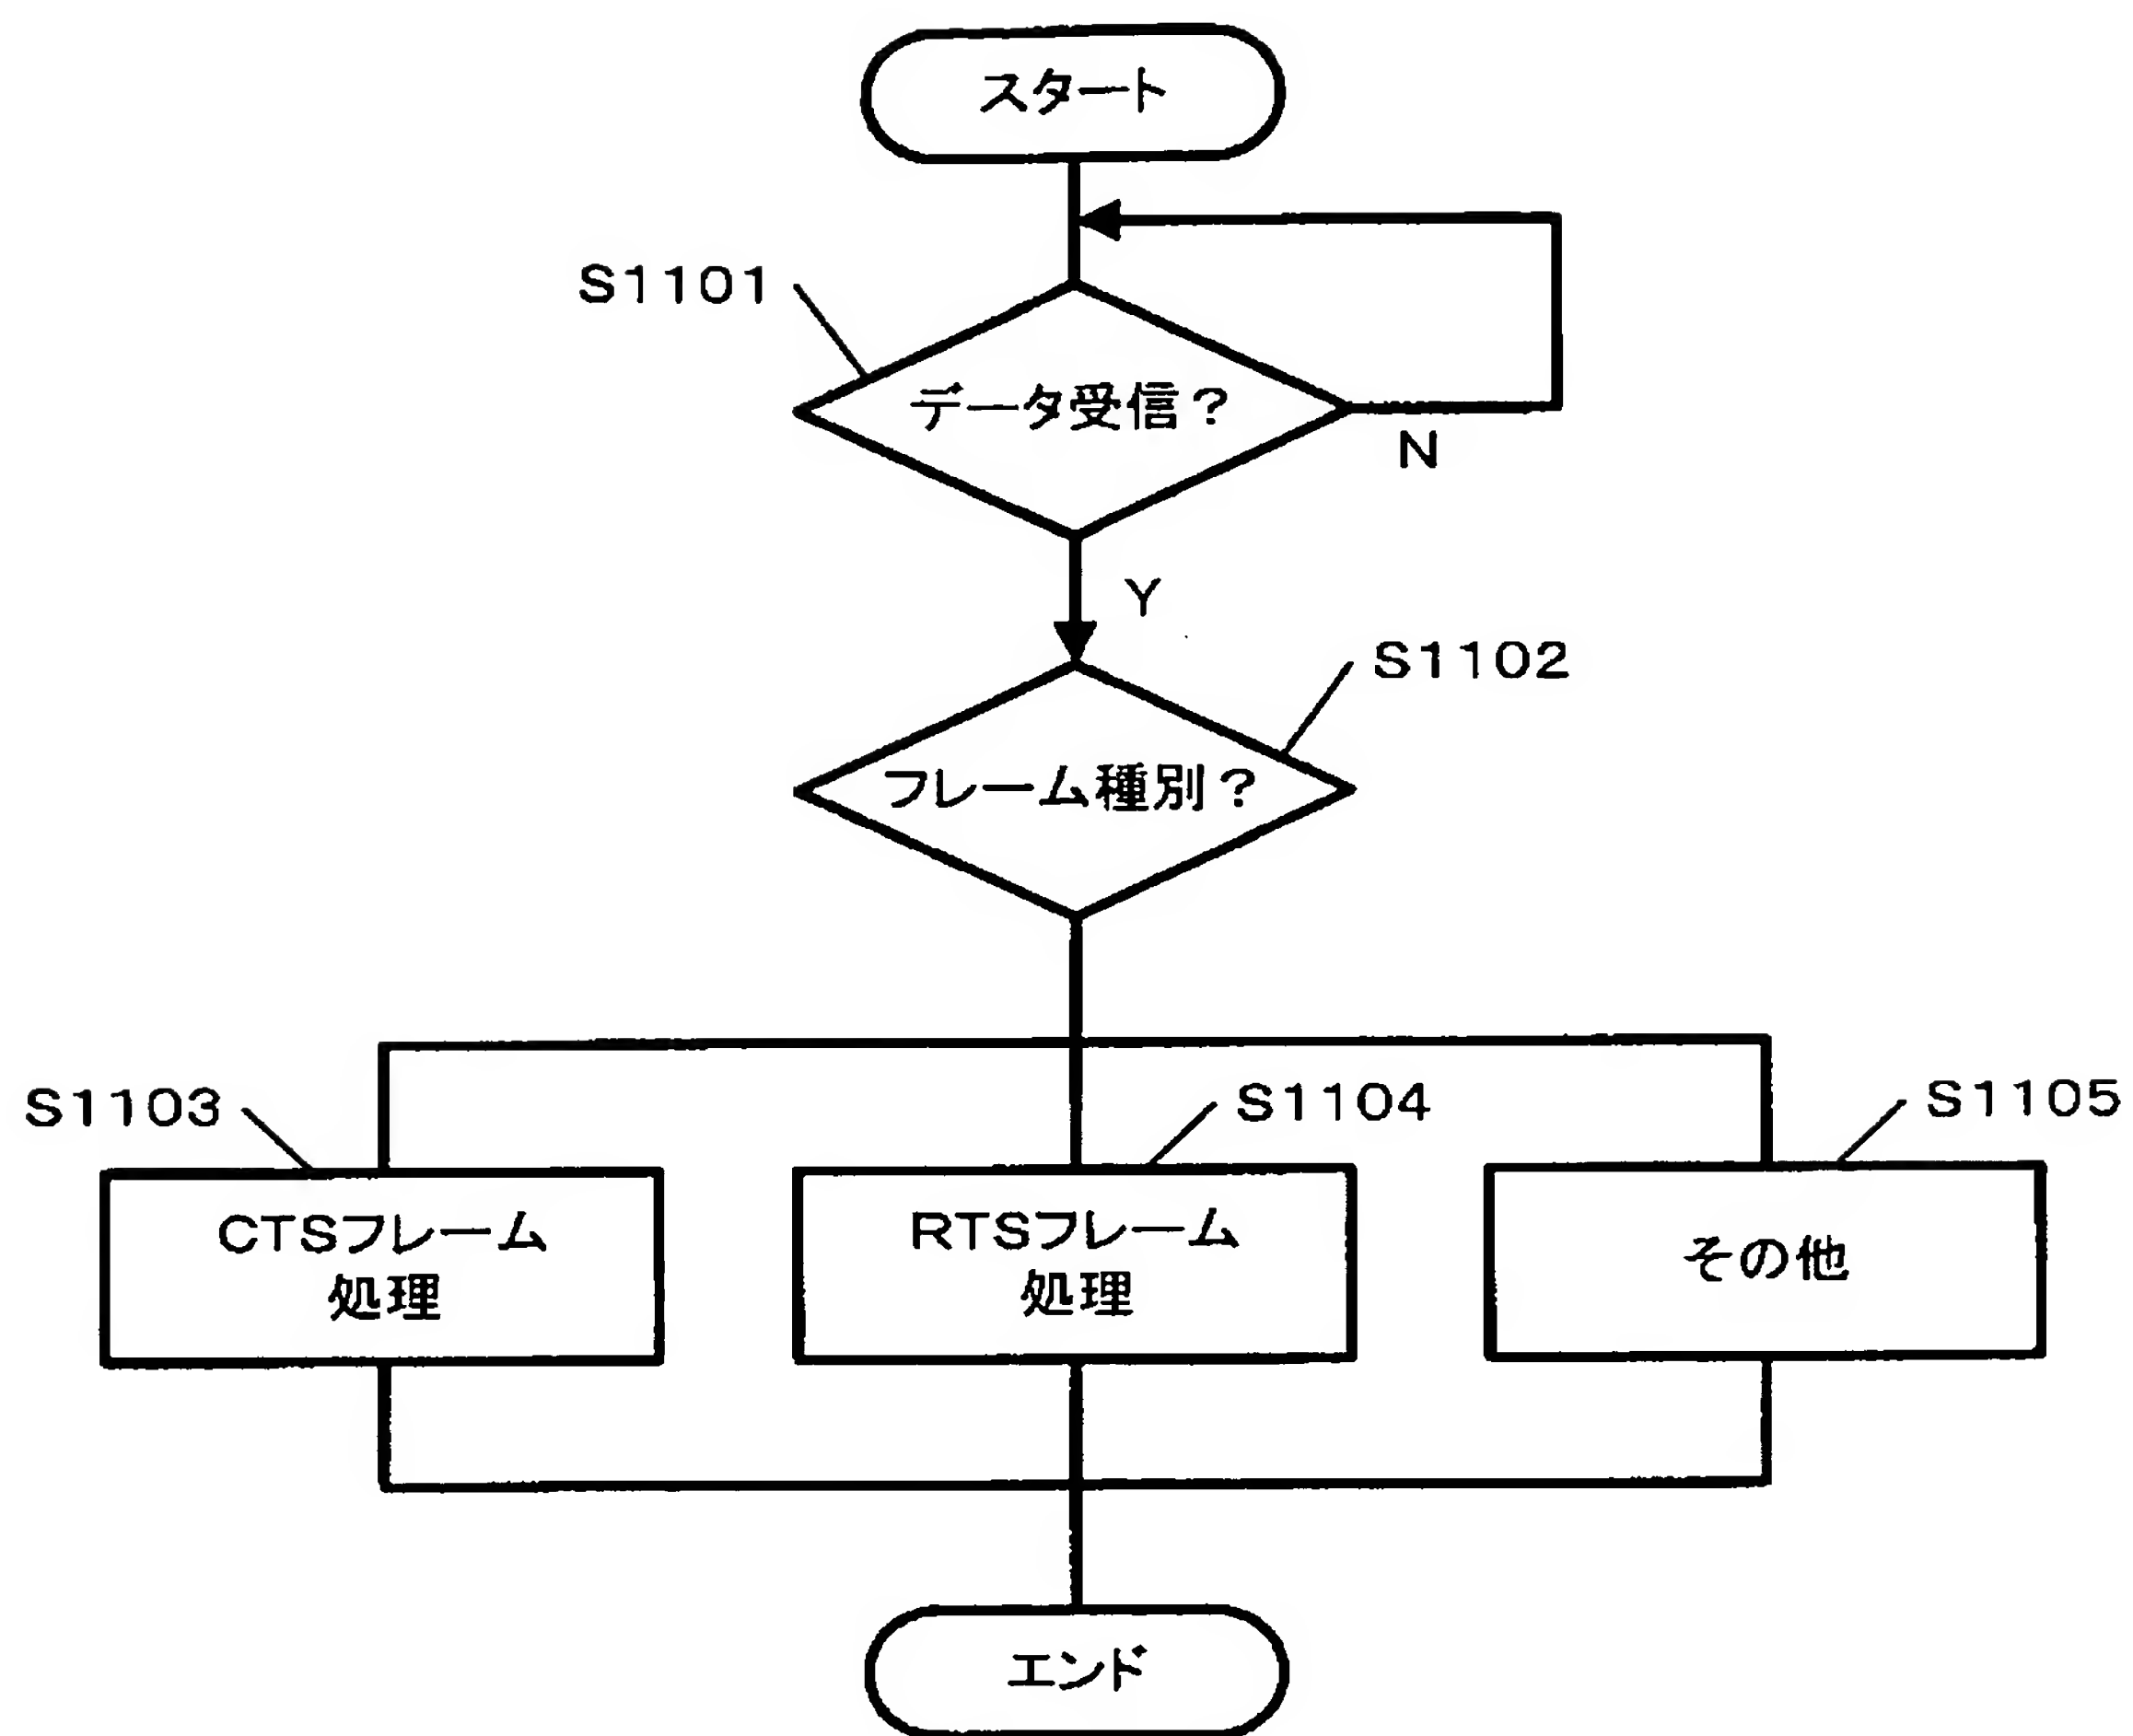 スタート
S1101
データ受信?
N
Y
S1102
フレーム種別?
S1103
S1104
S1105
CTSフレーム
処理
RTSフレーム
処理
その他
エンド